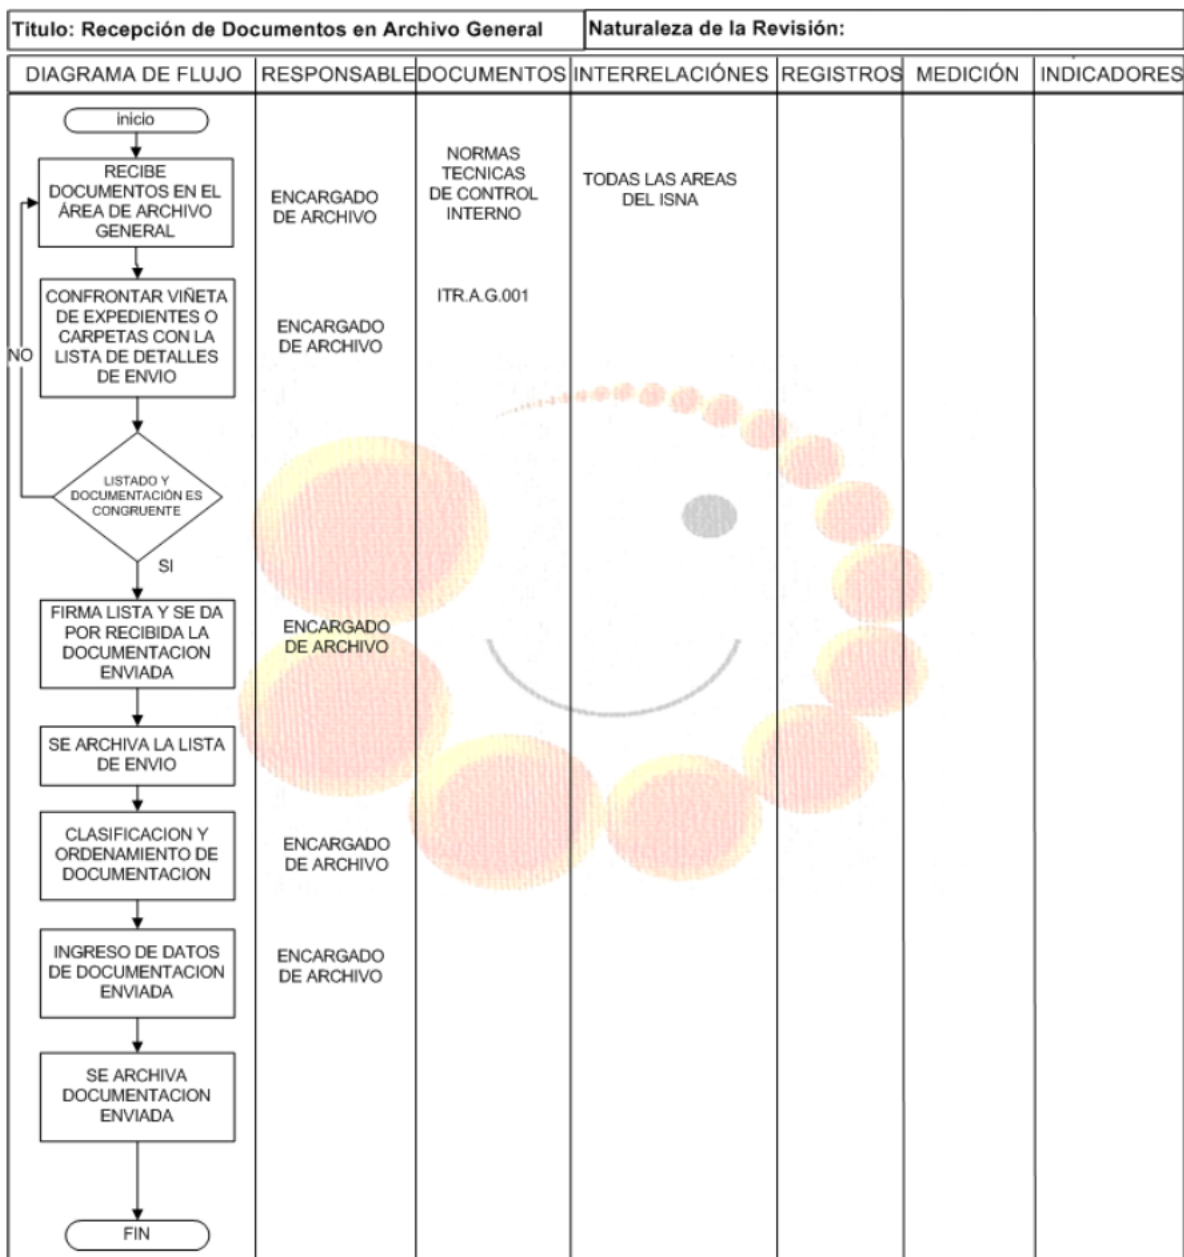 Titulo: Recepción de Documentos en Archivo General
Naturaleza de la Revisión:
DIAGRAMA DE FLUJO
RESPONSABLE
DOCUMENTOS
INTERRELACIÓNES
REGISTROS
MEDICIÓN
INDICADORES
inicio
RECIBE
DOCUMENTOS EN EL
ÁREA DE ARCHIVO
GENERAL
ENCARGADO
DE ARCHIVO
NORMAS
TECNICAS
DE CONTROL
INTERNO
TODAS LAS AREAS
DEL ISNA
CONFRONTAR VIÑETA
DE EXPEDIENTES O
CARPETAS CON LA
LISTA DE DETALLES
DE ENVIO
ENCARGADO
DE ARCHIVO
ITR.A.G.001
NO
LISTADO Y
DOCUMENTACIÓN ES
CONGRUENTE
SI
FIRMA LISTA Y SE DA
POR RECIBIDA LA
DOCUMENTACION
ENVIADA
ENCARGADO
DE ARCHIVO
SE ARCHIVA LA LISTA
DE ENVIO
CLASIFICACION Y
ORDENAMIENTO DE
DOCUMENTACION
ENCARGADO
DE ARCHIVO
INGRESO DE DATOS
DE DOCUMENTACION
ENVIADA
ENCARGADO
DE ARCHIVO
SE ARCHIVA
DOCUMENTACION
ENVIADA
FIN